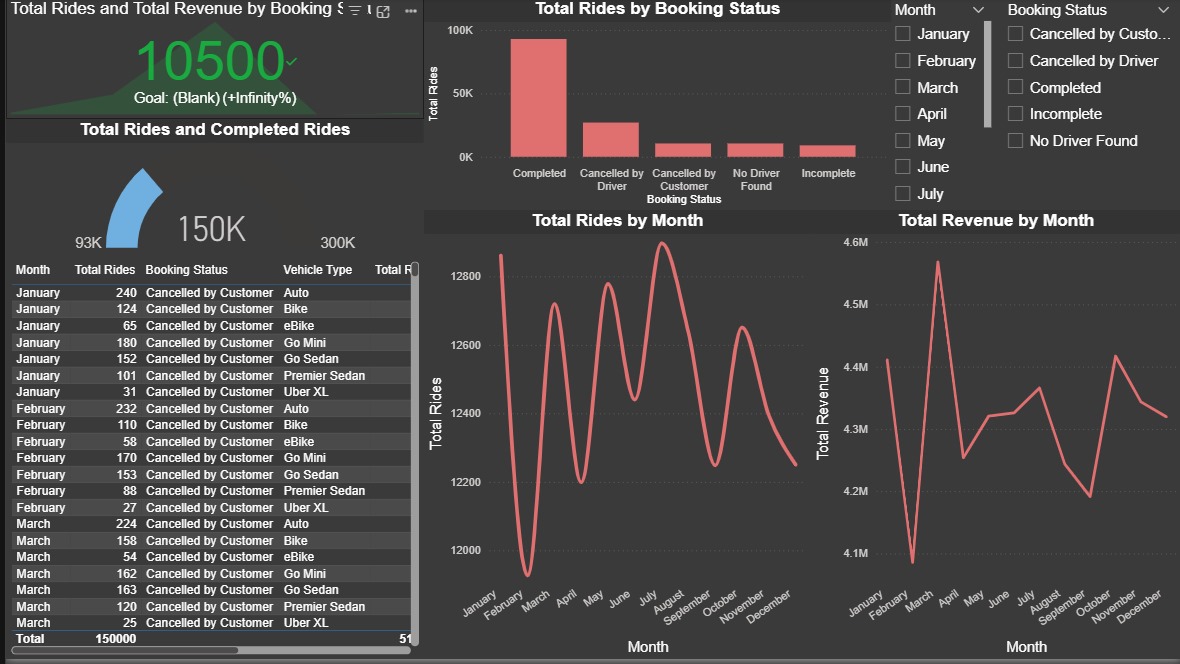 Total Rides and Total Revenue by Booking S
10500
Goal: (Blank) (+Infinity%)
Total Rides and Completed Rides
150K
93K
300K
Month Total Rides Booking Status Vehicle Type Total R
January 240 Cancelled by Customer Auto
January 124 Cancelled by Customer Bike
January 65 Cancelled by Customer eBike
January 180 Cancelled by Customer Go Mini
January 152 Cancelled by Customer Go Sedan
January 101 Cancelled by Customer Premier Sedan
January 31 Cancelled by Customer Uber XL
February 232 Cancelled by Customer Auto
February 110 Cancelled by Customer Bike
February 58 Cancelled by Customer eBike
February 170 Cancelled by Customer Go Mini
February 153 Cancelled by Customer Go Sedan
February 88 Cancelled by Customer Premier Sedan
February 27 Cancelled by Customer Uber XL
March 224 Cancelled by Customer Auto
March 158 Cancelled by Customer Bike
March 54 Cancelled by Customer eBike
March 162 Cancelled by Customer Go Mini
March 163 Cancelled by Customer Go Sedan
March 120 Cancelled by Customer Premier Sedan
March 25 Cancelled by Customer Uber XL
Total 150000 51
Total Rides by Booking Status
Total Rides
100K
50K
0K
Completed
Cancelled by Driver
Cancelled by Customer
No Driver Found
Incomplete
Booking Status
Month
January
February
March
April
May
June
July
Booking Status
Cancelled by Custo...
Cancelled by Driver
Completed
Incomplete
No Driver Found
Total Rides by Month
Total Rides
12800
12600
12400
12200
12000
January
February
March
April
May
June
July
August
September
October
November
December
Month
Total Revenue by Month
Total Revenue
4.6M
4.5M
4.4M
4.3M
4.2M
4.1M
January
February
March
April
May
June
July
August
September
October
November
December
Month